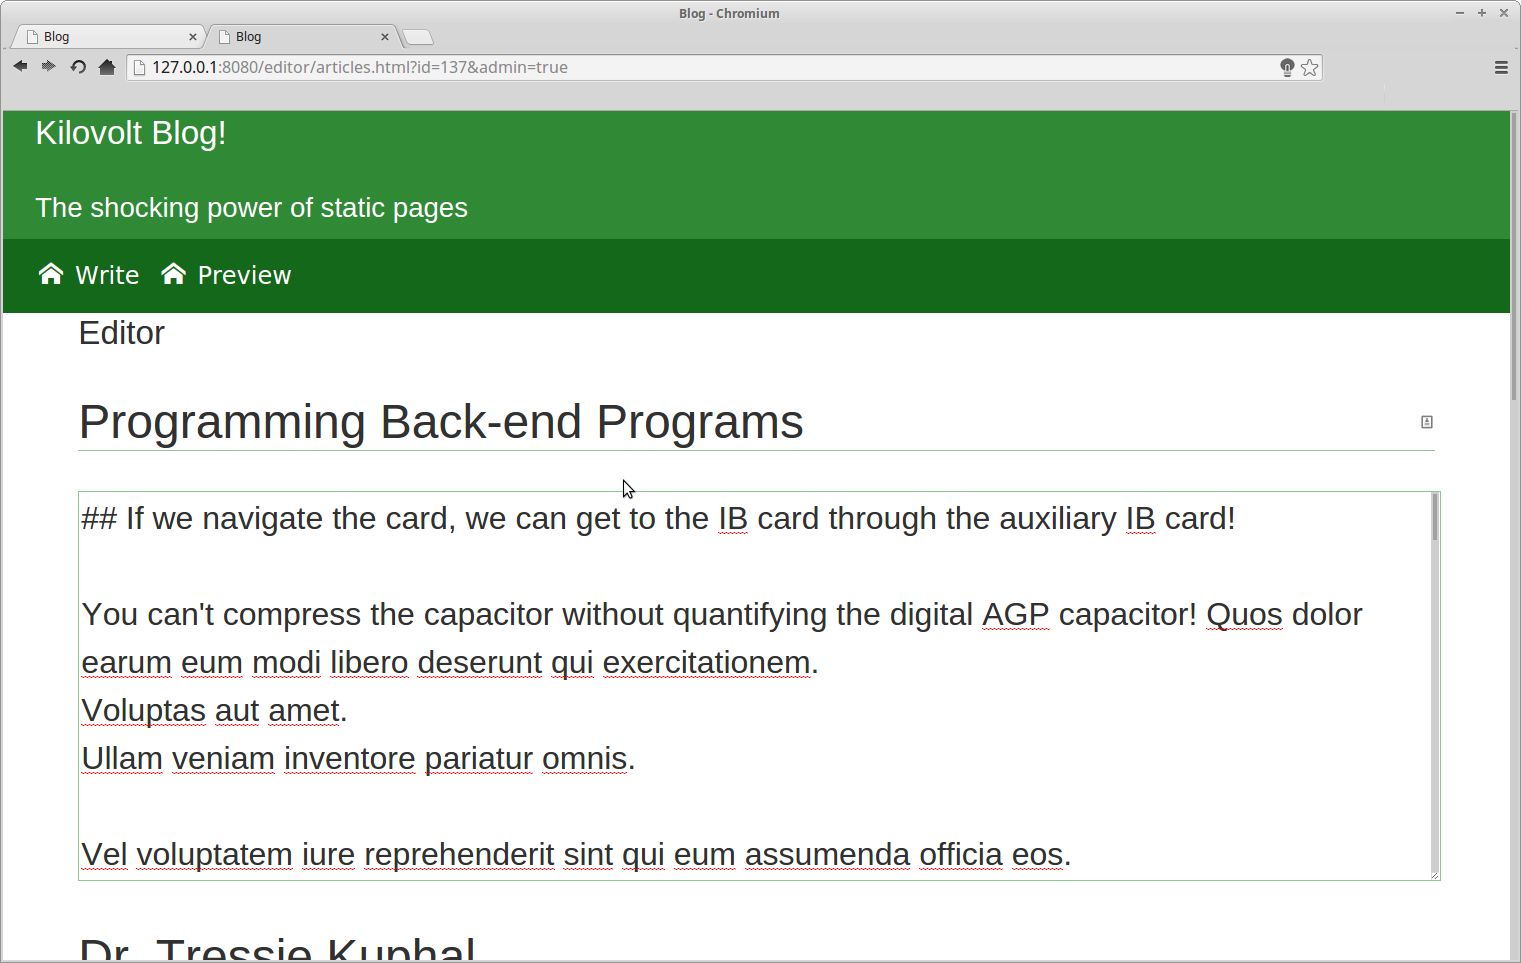 Blog - Chromium
Blog
Blog
127.0.0.1:8080/editor/articles.html?id=137&admin=true
Kilovolt Blog!
The shocking power of static pages
Write Preview
Editor
Programming Back-end Programs
## If we navigate the card, we can get to the IB card through the auxiliary IB card!
You can't compress the capacitor without quantifying the digital AGP capacitor! Quos dolor
earum eum modi libero deserunt qui exercitationem.
Voluptas aut amet.
Ullam veniam inventore pariatur omnis.
Vel voluptatem iure reprehenderit sint qui eum assumenda officia eos.
Dr. Tressie Kuphal